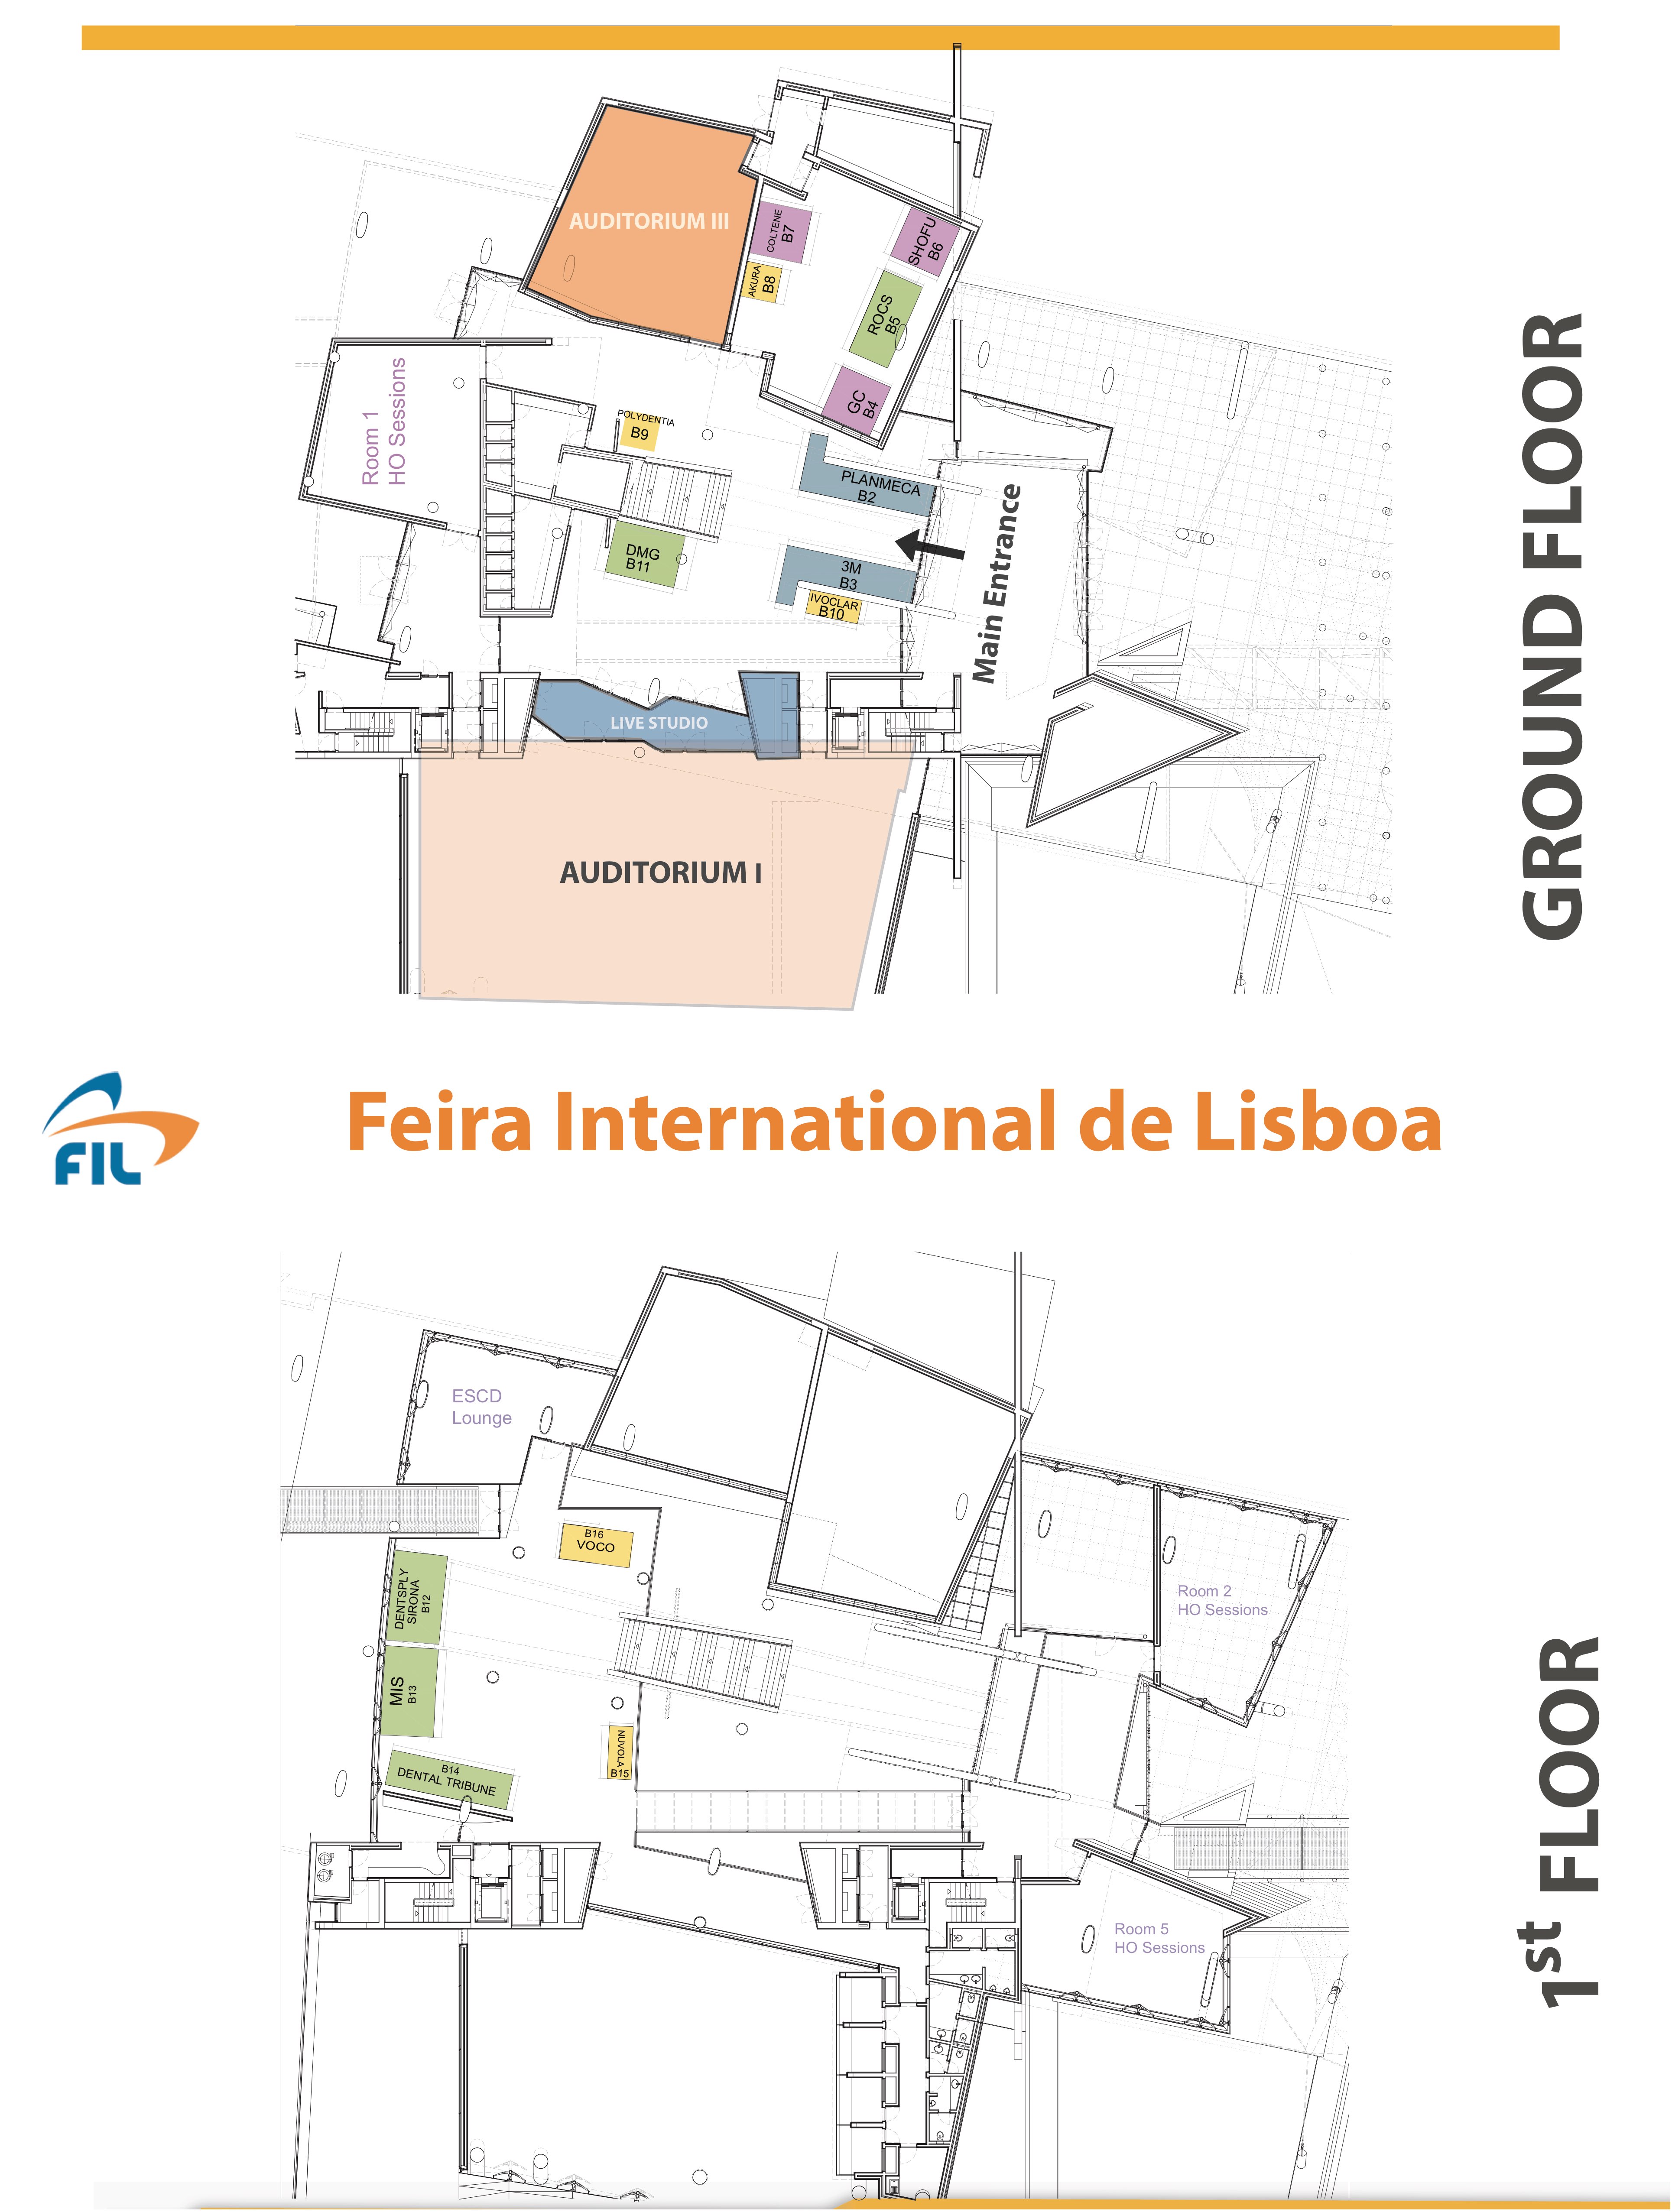 AUDITORIUM III
COLTENE
B7
AKURA
B8
SHOFU
B6
ROCS
B5
GC
B4
Room 1
HO Sessions
POLYDENTIA
B9
PLANMECA
B2
DMG
B11
3M
B3
IVOCLAR
B10
Main Entrance
LIVE STUDIO
AUDITORIUM I
GROUND FLOOR
FIL
Feira International de Lisboa
ESCD
Lounge
B16
VOCO
DENTSPLY
SIRONA
B12
MIS
B13
B14
DENTAL TRIBUNE
NUVOLA
B15
Room 2
HO Sessions
Room 5
HO Sessions
1st FLOOR